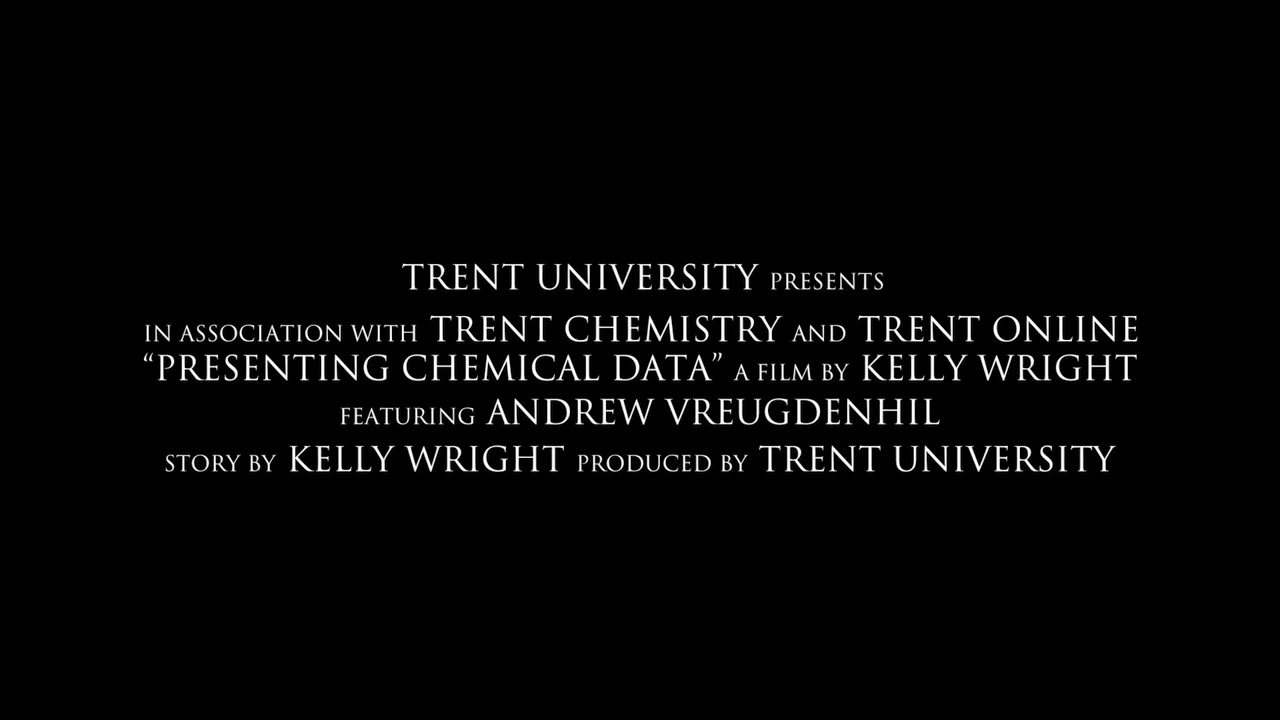 TRENT UNIVERSITY PRESENTS
IN ASSOCIATION WITH TRENT CHEMISTRY AND TRENT ONLINE
“PRESENTING CHEMICAL DATA” A FILM BY KELLY WRIGHT
FEATURING ANDREW VREUGDENHIL
STORY BY KELLY WRIGHT PRODUCED BY TRENT UNIVERSITY